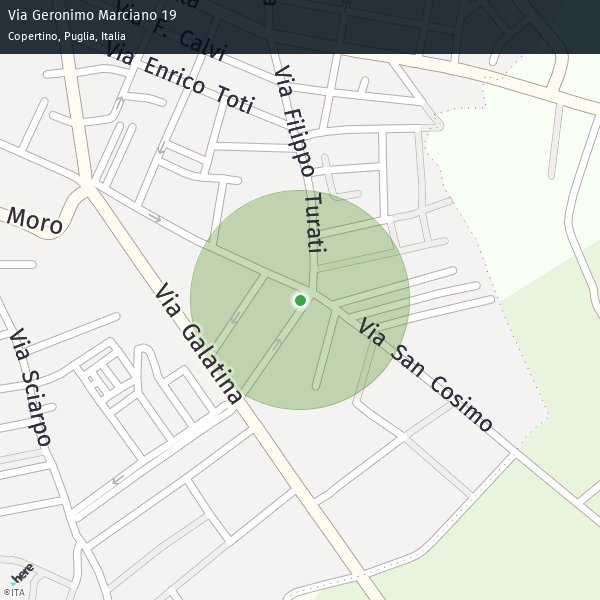 Via Geronimo Marciano 19
Copertino, Puglia, Italia
Via F. Calvi
Via Enrico Toti
Via Filippo Turati
Moro
Via Galatina
Via San Cosimo
Via Sciarpo
here
©ITA